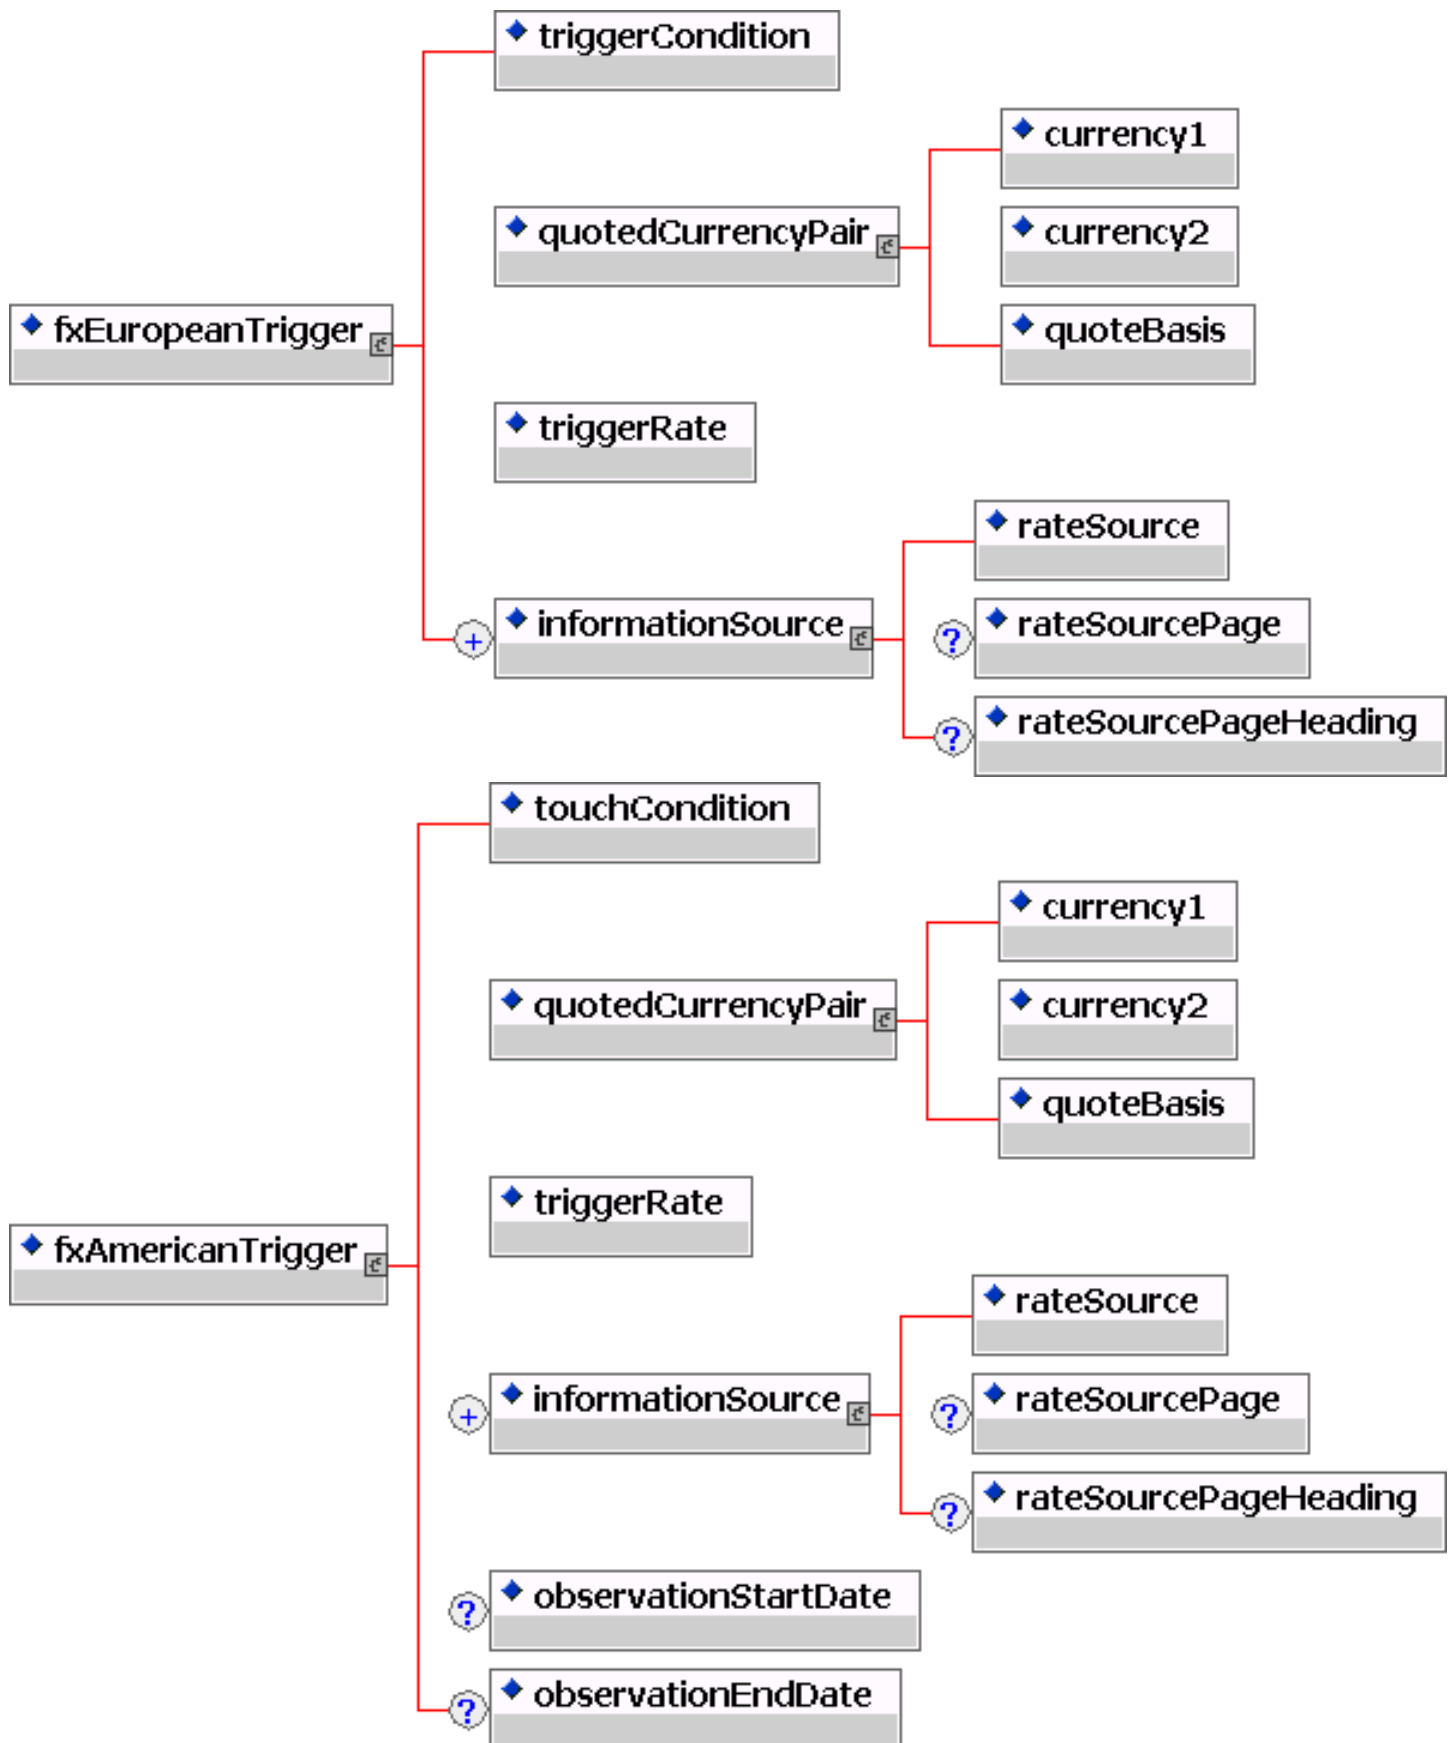 triggerCondition
currency1
quotedCurrencyPair
currency2
fxEuropeanTrigger
quoteBasis
triggerRate
rateSource
+
informationSource
?
rateSourcePage
?
rateSourcePageHeading
touchCondition
currency1
quotedCurrencyPair
currency2
quoteBasis
triggerRate
fxAmericanTrigger
rateSource
+
informationSource
?
rateSourcePage
?
rateSourcePageHeading
?
observationStartDate
?
observationEndDate